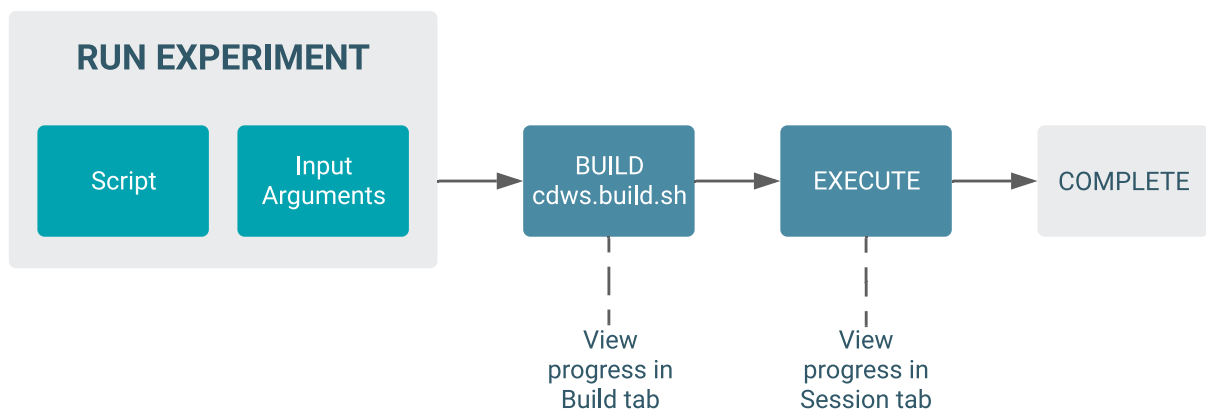 RUN EXPERIMENT
Script
Input
Arguments
BUILD
cdws.build.sh
EXECUTE
COMPLETE
View
progress in
Build tab
View
progress in
Session tab